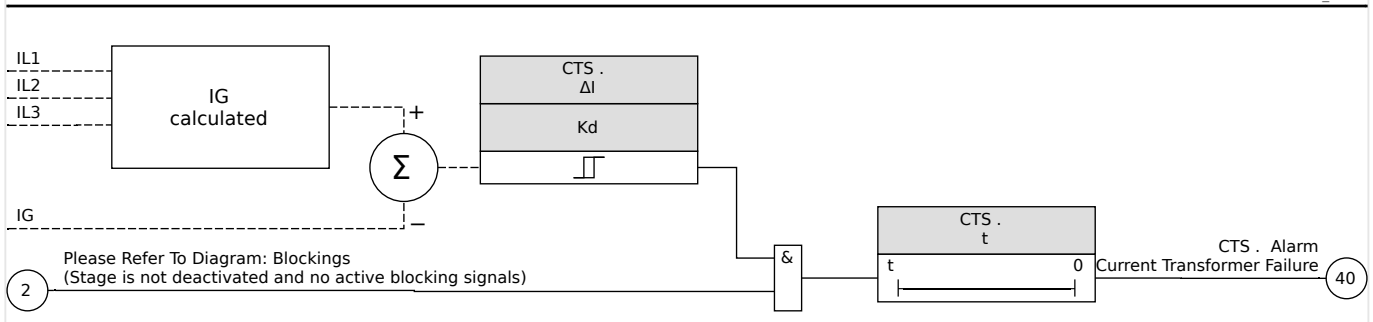 IL1
IL2
IL3
IG
calculated
+
Σ
−
IG
CTS .
ΔI
Kd
Please Refer To Diagram: Blockings
(Stage is not deactivated and no active blocking signals)
2
&
CTS .
t
t 0
CTS . Alarm
Current Transformer Failure
40